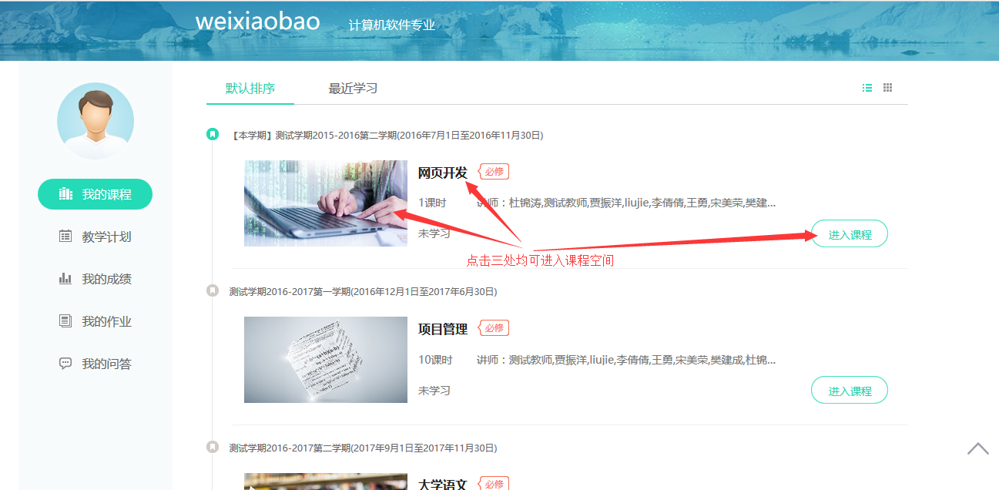 weixiaobao 计算机软件专业
默认排序 最近学习
我的课程
教学计划
我的成绩
我的作业
我的问答
【本学期】测试学期2015-2016第二学期(2016年7月1日至2016年11月30日)
网页开发 必修
1课时 讲师：杜锦涛,测试教师,贾振洋,liujie,李倩倩,王勇,宋美荣,樊建...
未学习
进入课程
点击三处均可进入课程空间
测试学期2016-2017第一学期(2016年12月1日至2017年6月30日)
项目管理 必修
10课时 讲师：测试教师,贾振洋,liujie,李倩倩,王勇,宋美荣,樊建成,杜锦...
未学习
进入课程
测试学期2016-2017第二学期(2017年9月1日至2017年11月30日)
大学语文 必修